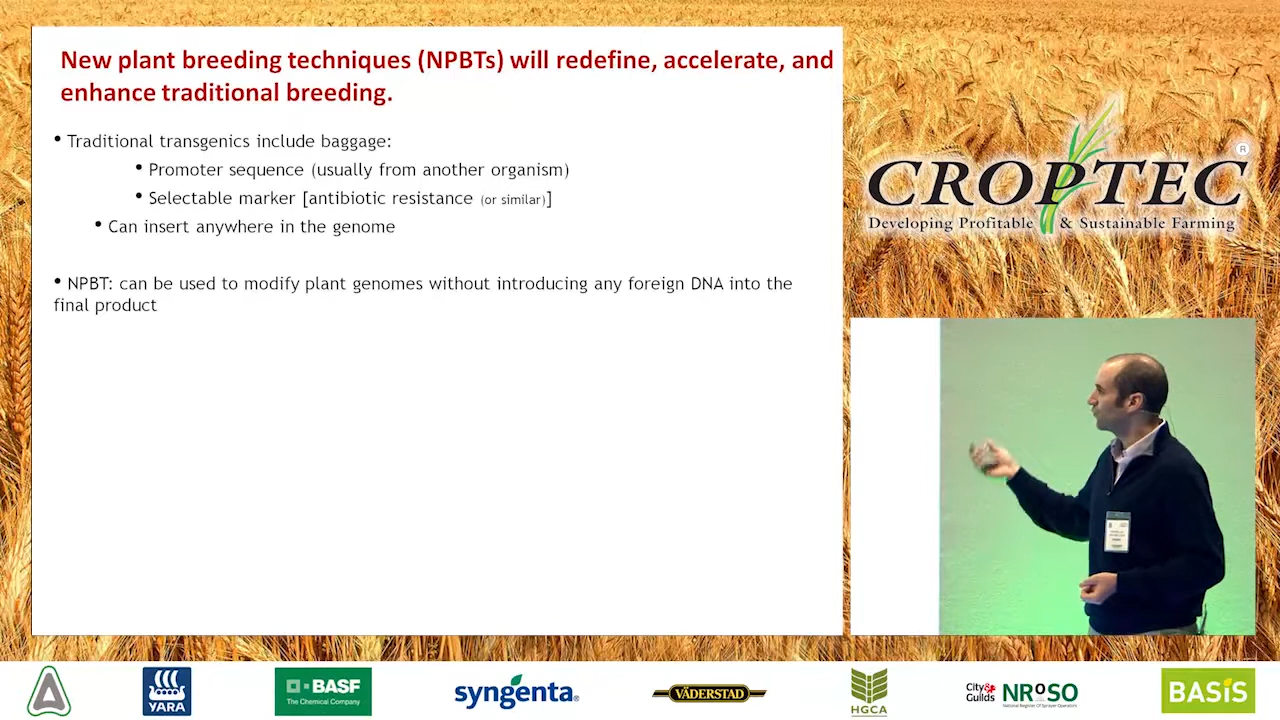 New plant breeding techniques (NPBTs) will redefine, accelerate, and
enhance traditional breeding.
• Traditional transgenics include baggage:
• Promoter sequence (usually from another organism)
• Selectable marker [antibiotic resistance (or similar)]
• Can insert anywhere in the genome
• NPBT: can be used to modify plant genomes without introducing any foreign DNA into the
final product
CROPTEC ®
Developing Profitable & Sustainable Farming
YARA
BASF
The Chemical Company
syngenta
VÄDERSTAD
HGCA
City & Guilds
NRoSO
National Register Of Sprayer Operators
BASiS